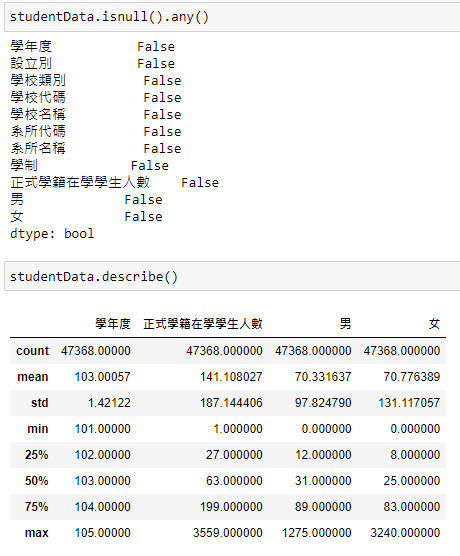 studentData.isnull().any()
學年度 False
設立別 False
學校類別 False
學校代碼 False
學校名稱 False
系所代碼 False
系所名稱 False
學制 False
正式學籍在學學生人數 False
男 False
女 False
dtype: bool
studentData.describe()
學年度 正式學籍在學學生人數 男 女
count 47368.00000 47368.000000 47368.000000 47368.000000
mean 103.00057 141.108027 70.331637 70.776389
std 1.42122 187.144406 97.824790 131.117057
min 101.00000 1.000000 0.000000 0.000000
25% 102.00000 27.000000 12.000000 8.000000
50% 103.00000 63.000000 31.000000 25.000000
75% 104.00000 199.000000 89.000000 83.000000
max 105.00000 3559.000000 1275.000000 3240.000000